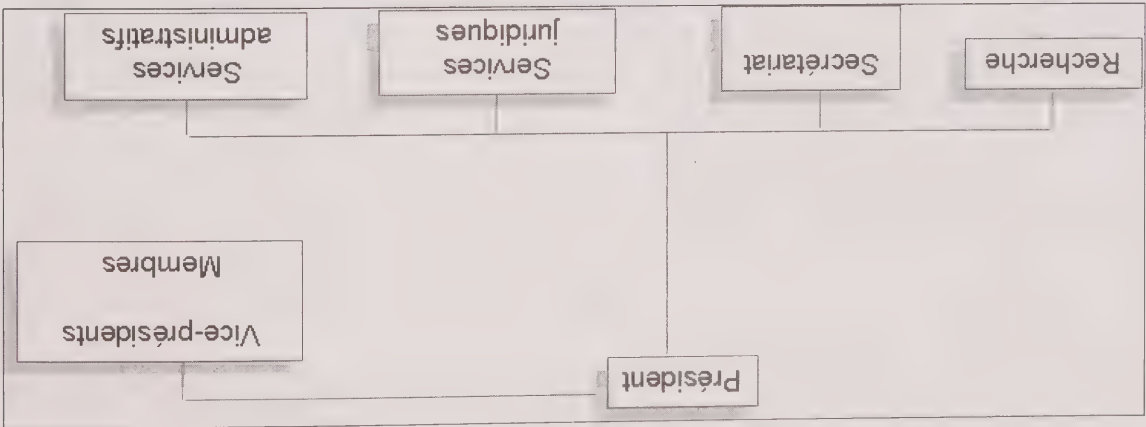 Président
Vice-présidents
Membres
Recherche
Secrétariat
Services
juridiques
Services
administratifs